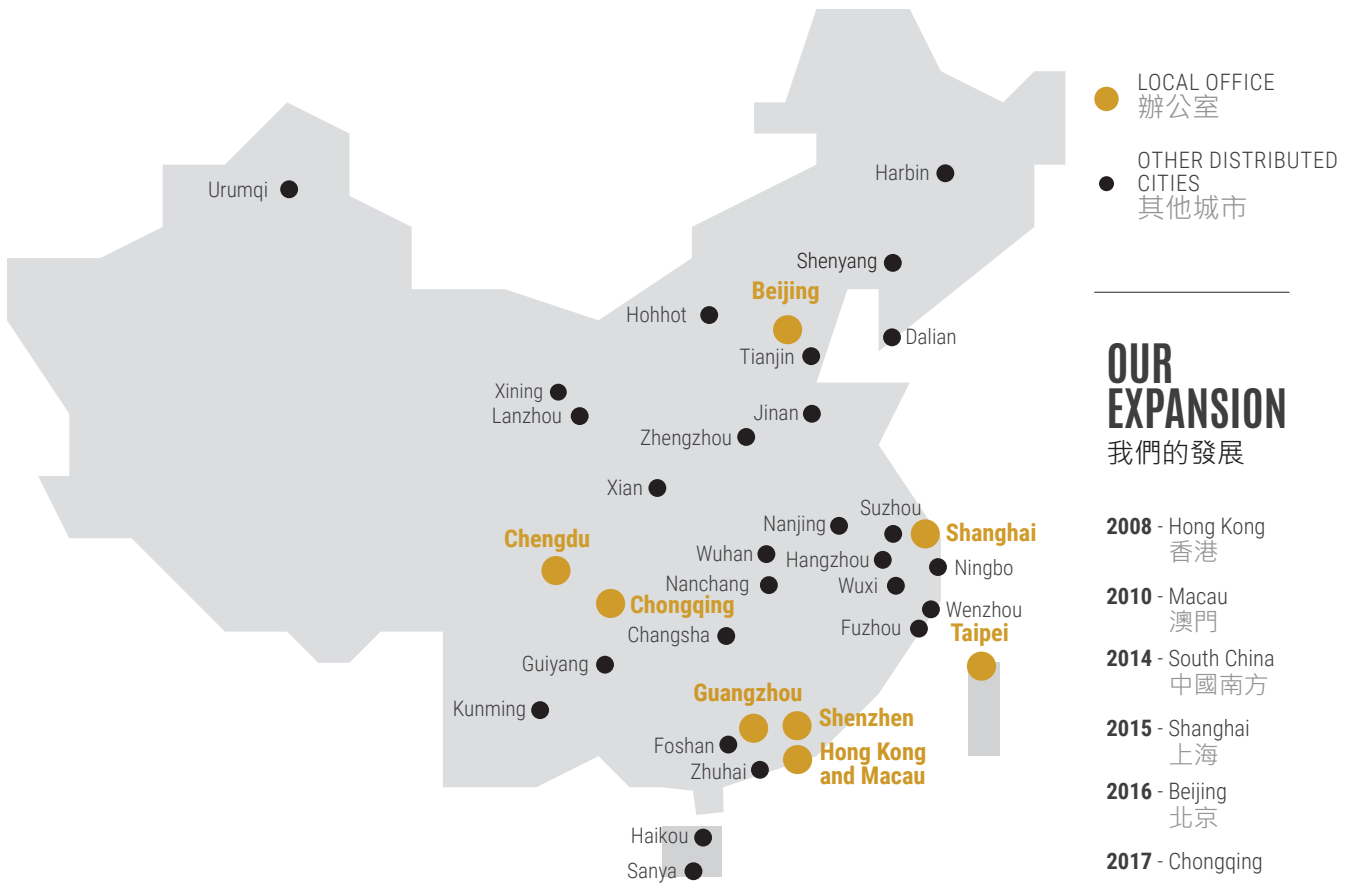 LOCAL OFFICE
辦公室
OTHER DISTRIBUTED
CITIES
其他城市
Harbin
Urumqi
Shenyang
Beijing
Hohhot
Dalian
Tianjin
Xining
Lanzhou
Jinan
Zhengzhou
Xian
Suzhou
Nanjing
Shanghai
Chengdu
Wuhan
Hangzhou
Ningbo
Nanchang
Wuxi
Chongqing
Wenzhou
Changsha
Fuzhou
Taipei
Guiyang
Guangzhou
Kunming
Shenzhen
Foshan
Hong Kong
and Macau
Zhuhai
Haikou
Sanya
OUR
EXPANSION
我們的發展
2008 - Hong Kong
香港
2010 - Macau
澳門
2014 - South China
中國南方
2015 - Shanghai
上海
2016 - Beijing
北京
2017 - Chongqing